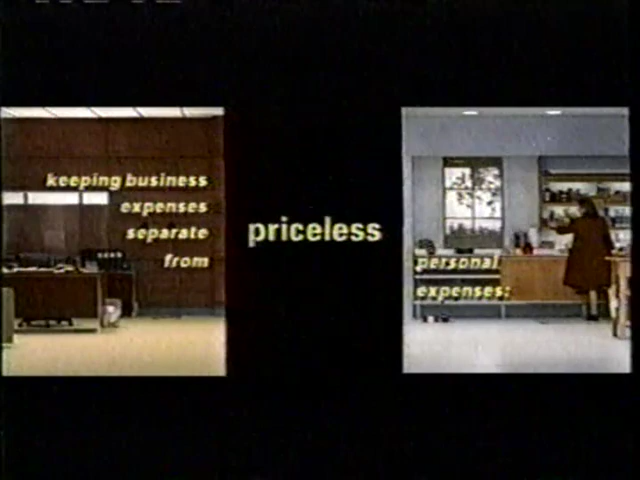 keeping business
expenses
separate
from
priceless
personal
expenses: